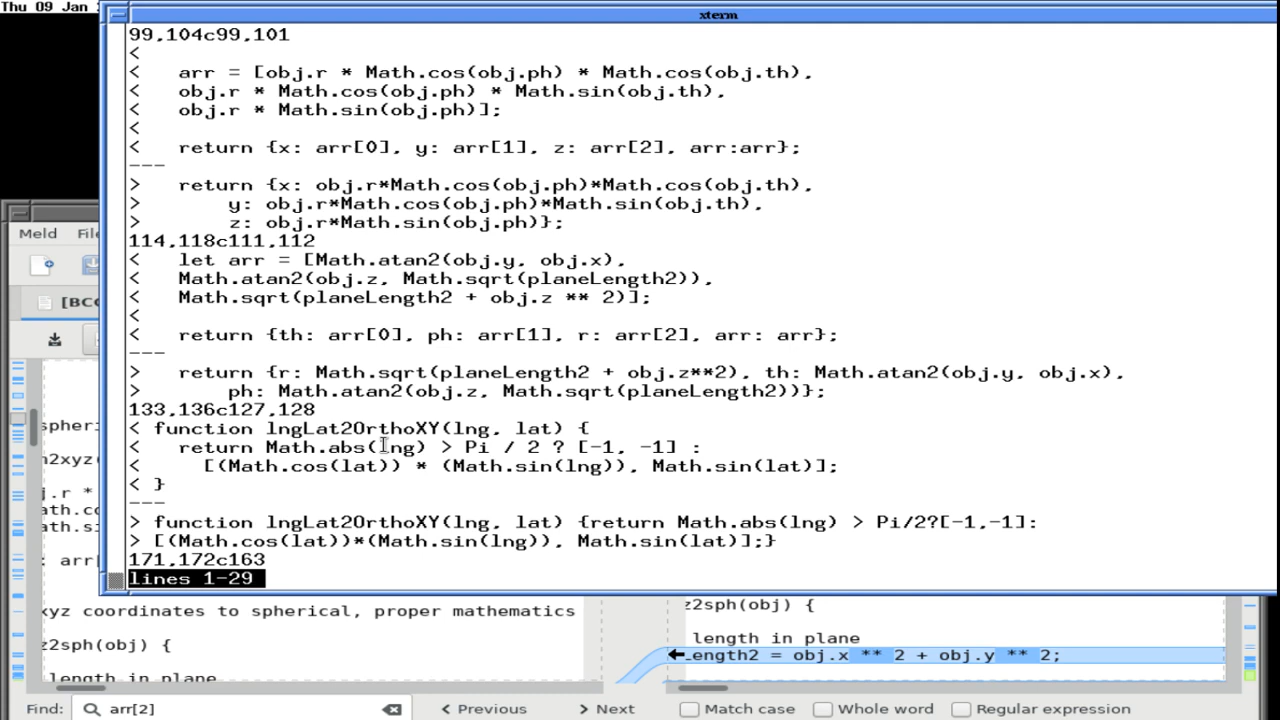 Thu 09 Jan
xterm
99,104c99,101
<
<   arr = [obj.r * Math.cos(obj.ph) * Math.cos(obj.th),
<   obj.r * Math.cos(obj.ph) * Math.sin(obj.th),
<   obj.r * Math.sin(obj.ph)];
<
<   return {x: arr[0], y: arr[1], z: arr[2], arr:arr};
---
>   return {x: obj.r*Math.cos(obj.ph)*Math.cos(obj.th),
>       y: obj.r*Math.cos(obj.ph)*Math.sin(obj.th),
>       z: obj.r*Math.sin(obj.ph)};
114,118c111,112
<   let arr = [Math.atan2(obj.y, obj.x),
<   Math.atan2(obj.z, Math.sqrt(planeLength2)),
<   Math.sqrt(planeLength2 + obj.z ** 2)];
<
<   return {th: arr[0], ph: arr[1], r: arr[2], arr: arr};
---
>   return {r: Math.sqrt(planeLength2 + obj.z**2), th: Math.atan2(obj.y, obj.x),
>       ph: Math.atan2(obj.z, Math.sqrt(planeLength2))};
133,136c127,128
< function lngLat2OrthoXY(lng, lat) {
<   return Math.abs(lng) > Pi / 2 ? [-1, -1] :
<     [(Math.cos(lat)) * (Math.sin(lng)), Math.sin(lat)];
< }
---
> function lngLat2OrthoXY(lng, lat) {return Math.abs(lng) > Pi/2?[-1,-1]:
> [(Math.cos(lat))*(Math.sin(lng)), Math.sin(lat)];}
171,172c163
lines 1-29
Meld File
[BCC
spheri
n2xyz(
j.r *
ath.co
ath.si
: arr[
xyz coordinates to spherical, proper mathematics
z2sph(obj) {
length in plane
z2sph(obj) {
length in plane
Length2 = obj.x ** 2 + obj.y ** 2;
Find: arr[2] Previous Next Match case Whole word Regular expression